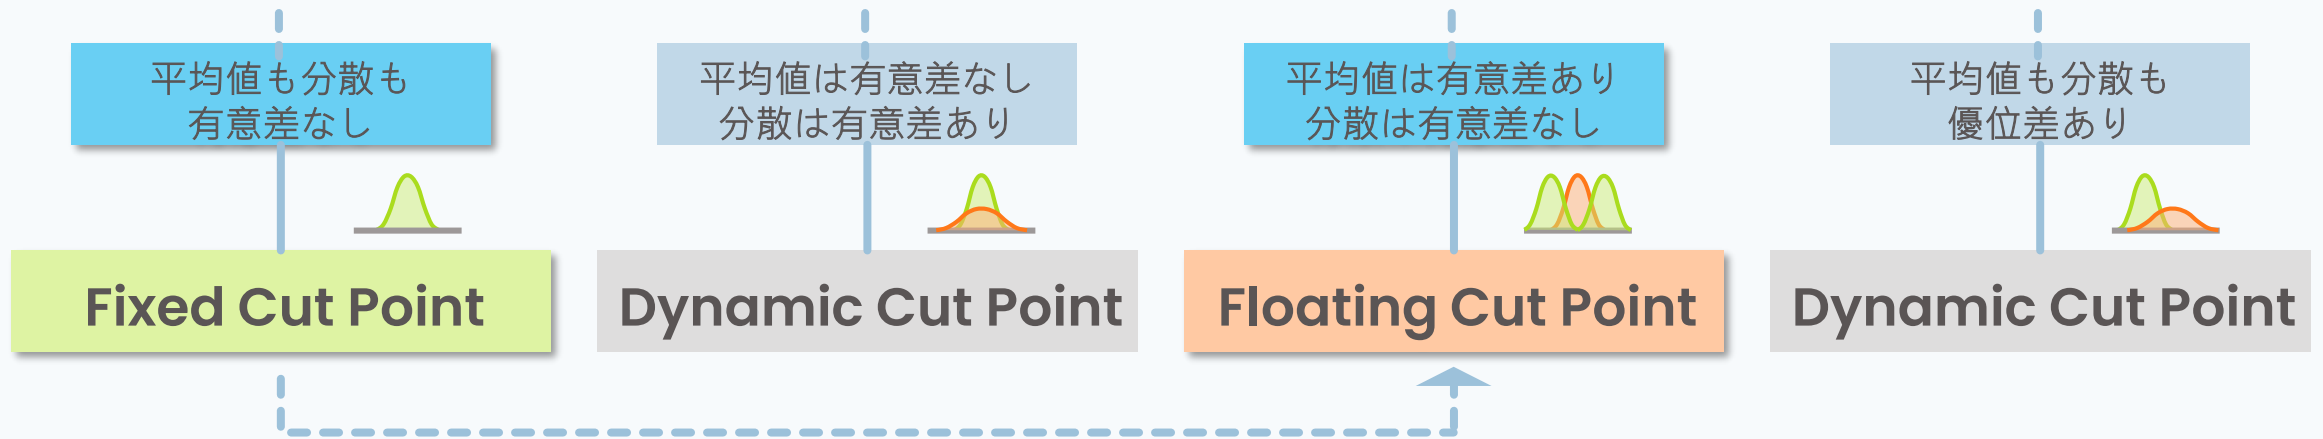 平均値も分散も
有意差なし
平均値は有意差なし
分散は有意差あり
平均値は有意差あり
分散は有意差なし
平均値も分散も
優位差あり
Fixed Cut Point
Dynamic Cut Point
Floating Cut Point
Dynamic Cut Point